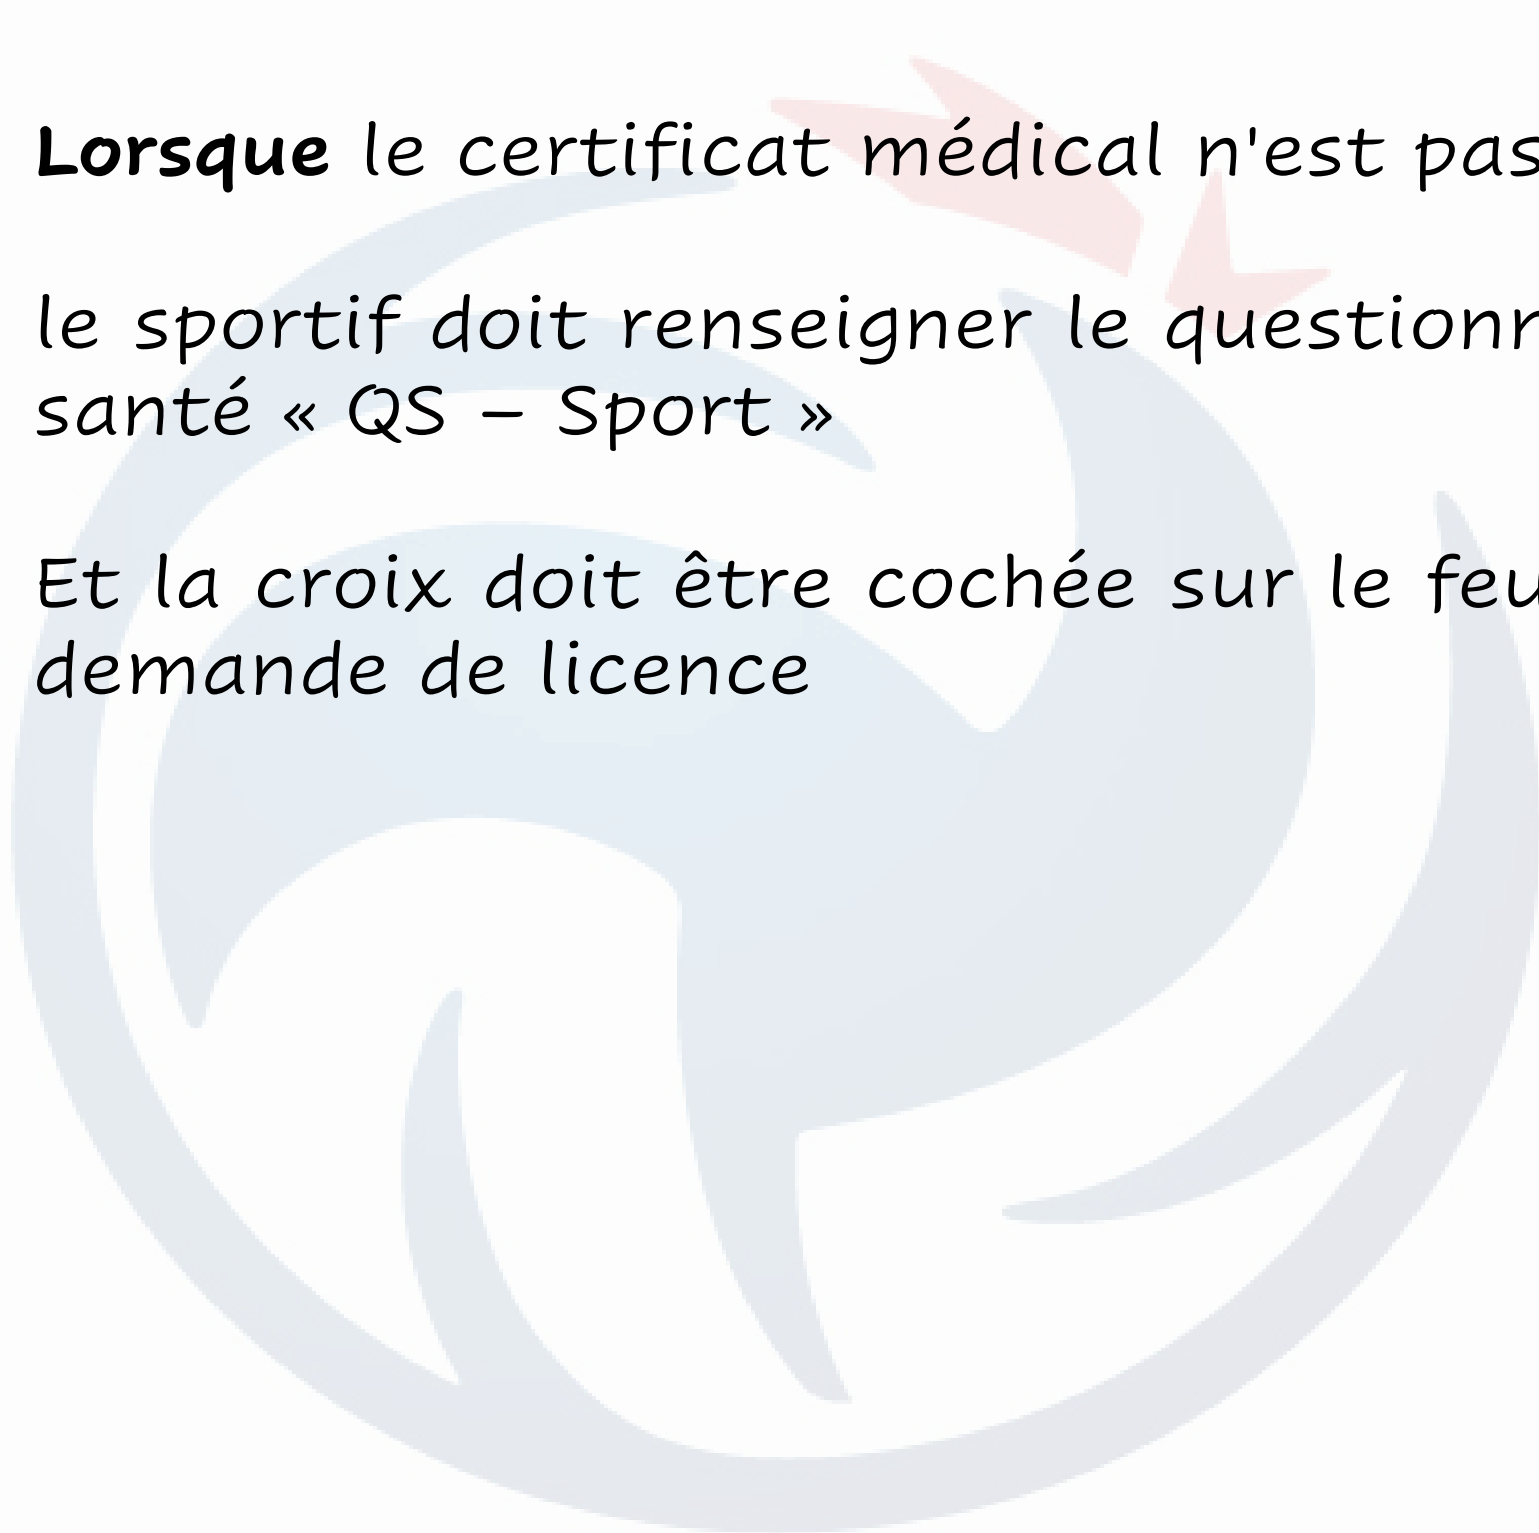 Lorsque le certificat médical n'est pas
le sportif doit renseigner le
santé « QS – Sport »
Et la croix doit être cochée sur le
demande de licence